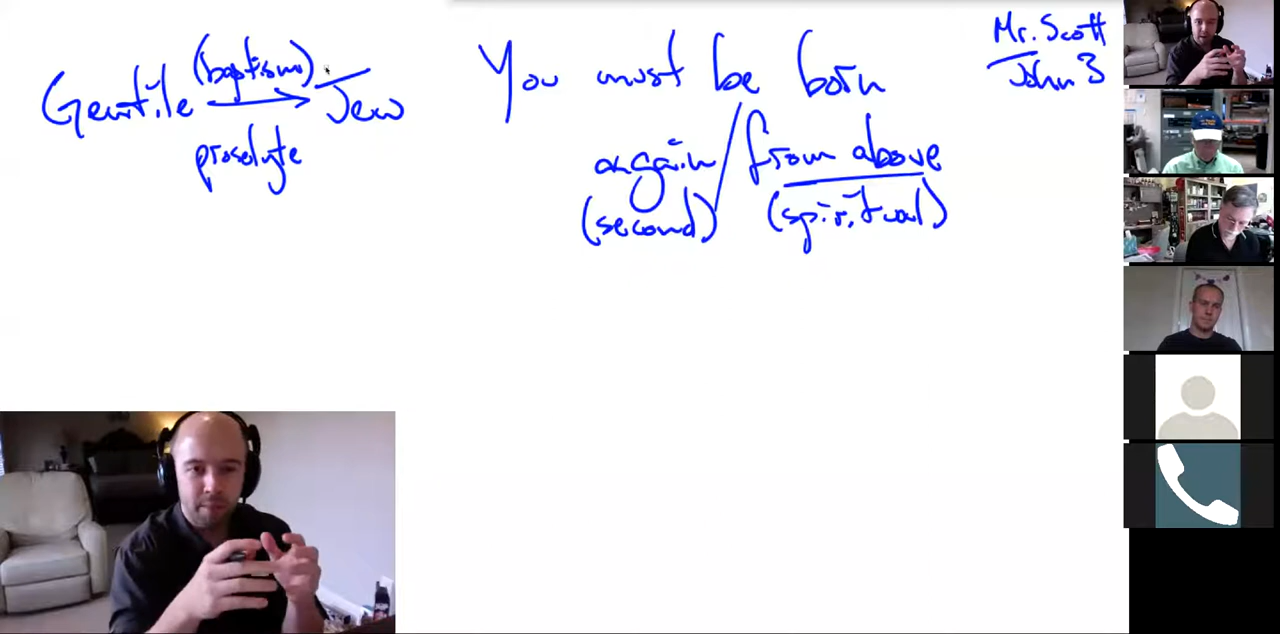 (baptism)
Gentile → Jew
proselyte
You must be born
again / from above
(second) (spiritual)
Mr. Scott
John 3